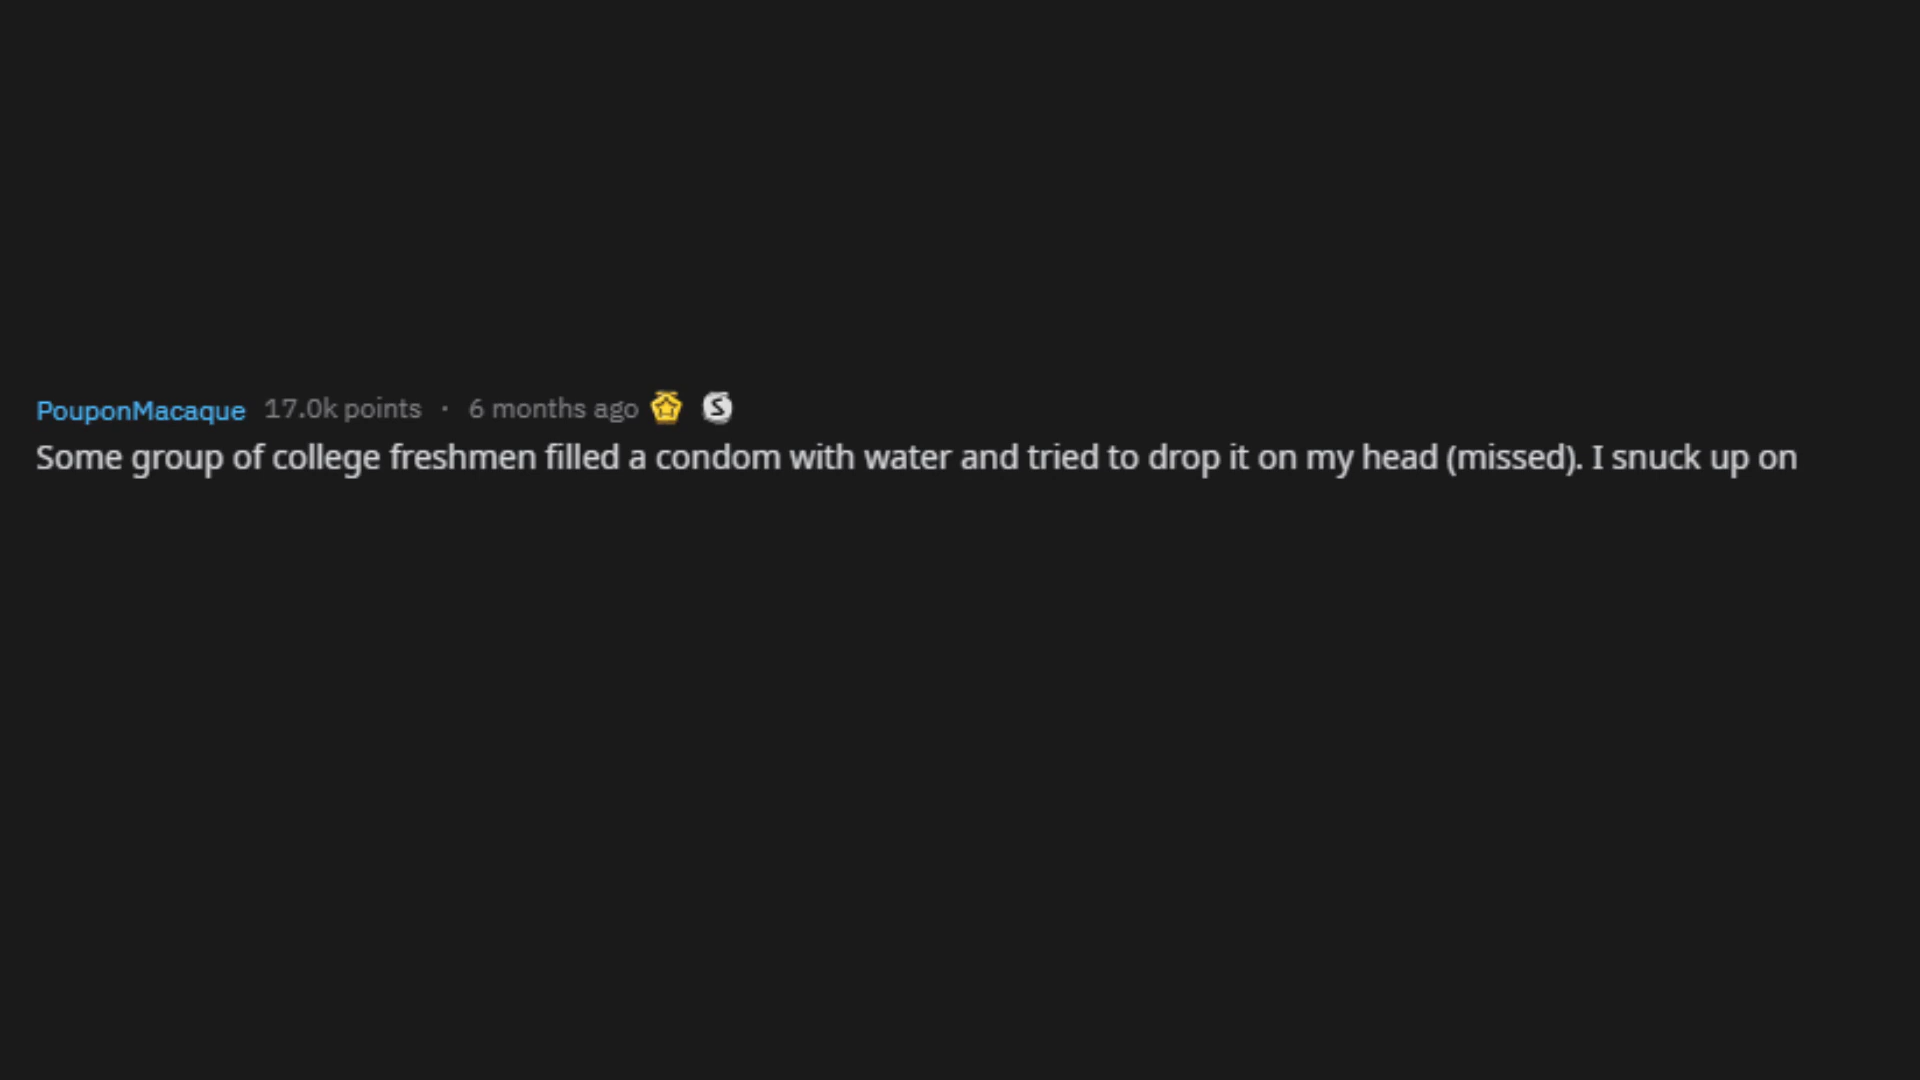 PouponMacaque 17.0k points · 6 months ago S
Some group of college freshmen filled a condom with water and tried to drop it on my head (missed). I snuck up on